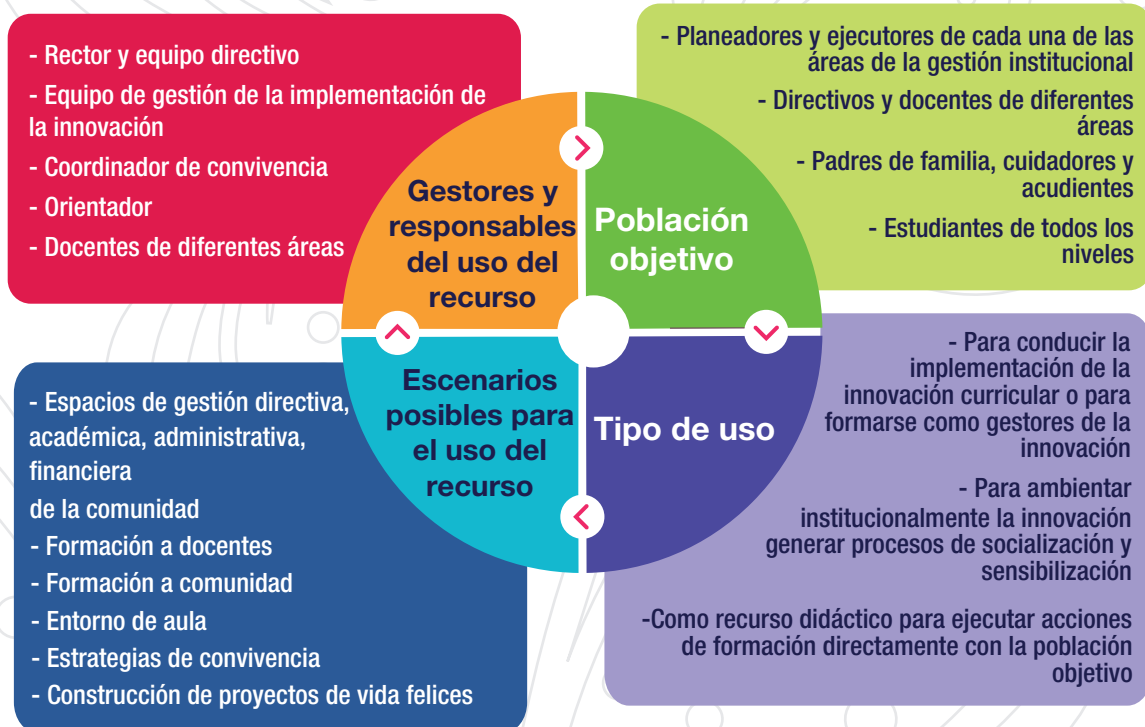 - Rector y equipo directivo
- Equipo de gestión de la implementación de
la innovación
- Coordinador de convivencia
- Orientador
- Docentes de diferentes áreas
Gestores y
responsables
del uso del
recurso
Población
objetivo
- Planeadores y ejecutores de cada una de las
áreas de la gestión institucional
- Directivos y docentes de diferentes
áreas
- Padres de familia, cuidadores y
acudientes
- Estudiantes de todos los
niveles
- Espacios de gestión directiva,
académica, administrativa,
financiera
de la comunidad
- Formación a docentes
- Formación a comunidad
- Entorno de aula
- Estrategias de convivencia
- Construcción de proyectos de vida felices
Escenarios
posibles para
el uso del
recurso
Tipo de uso
- Para conducir la
implementación de la
innovación curricular o para
formarse como gestores de la
innovación
- Para ambientar
institucionalmente la innovación
generar procesos de socialización y
sensibilización
-Como recurso didáctico para ejecutar acciones
de formación directamente con la población
objetivo